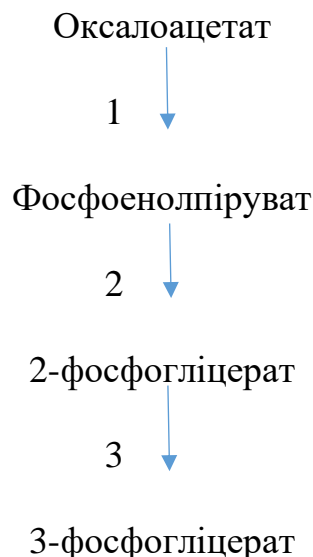 Оксалоацетат
1
Фосфоенолпіруват
2
2-фосфогліцерат
3
3-фосфогліцерат